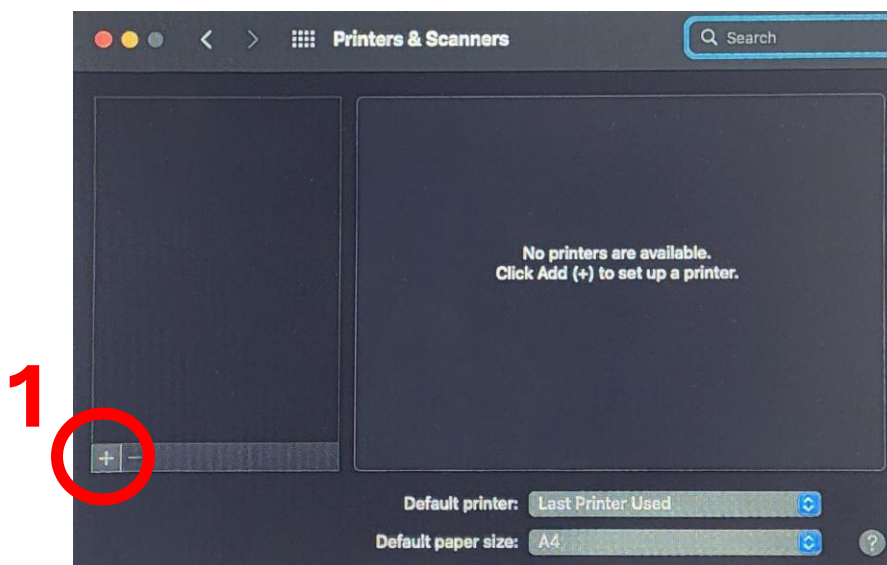 Printers & Scanners
Search
No printers are available.
Click Add (+) to set up a printer.
1
+ −
Default printer: Last Printer Used
Default paper size: A4
?